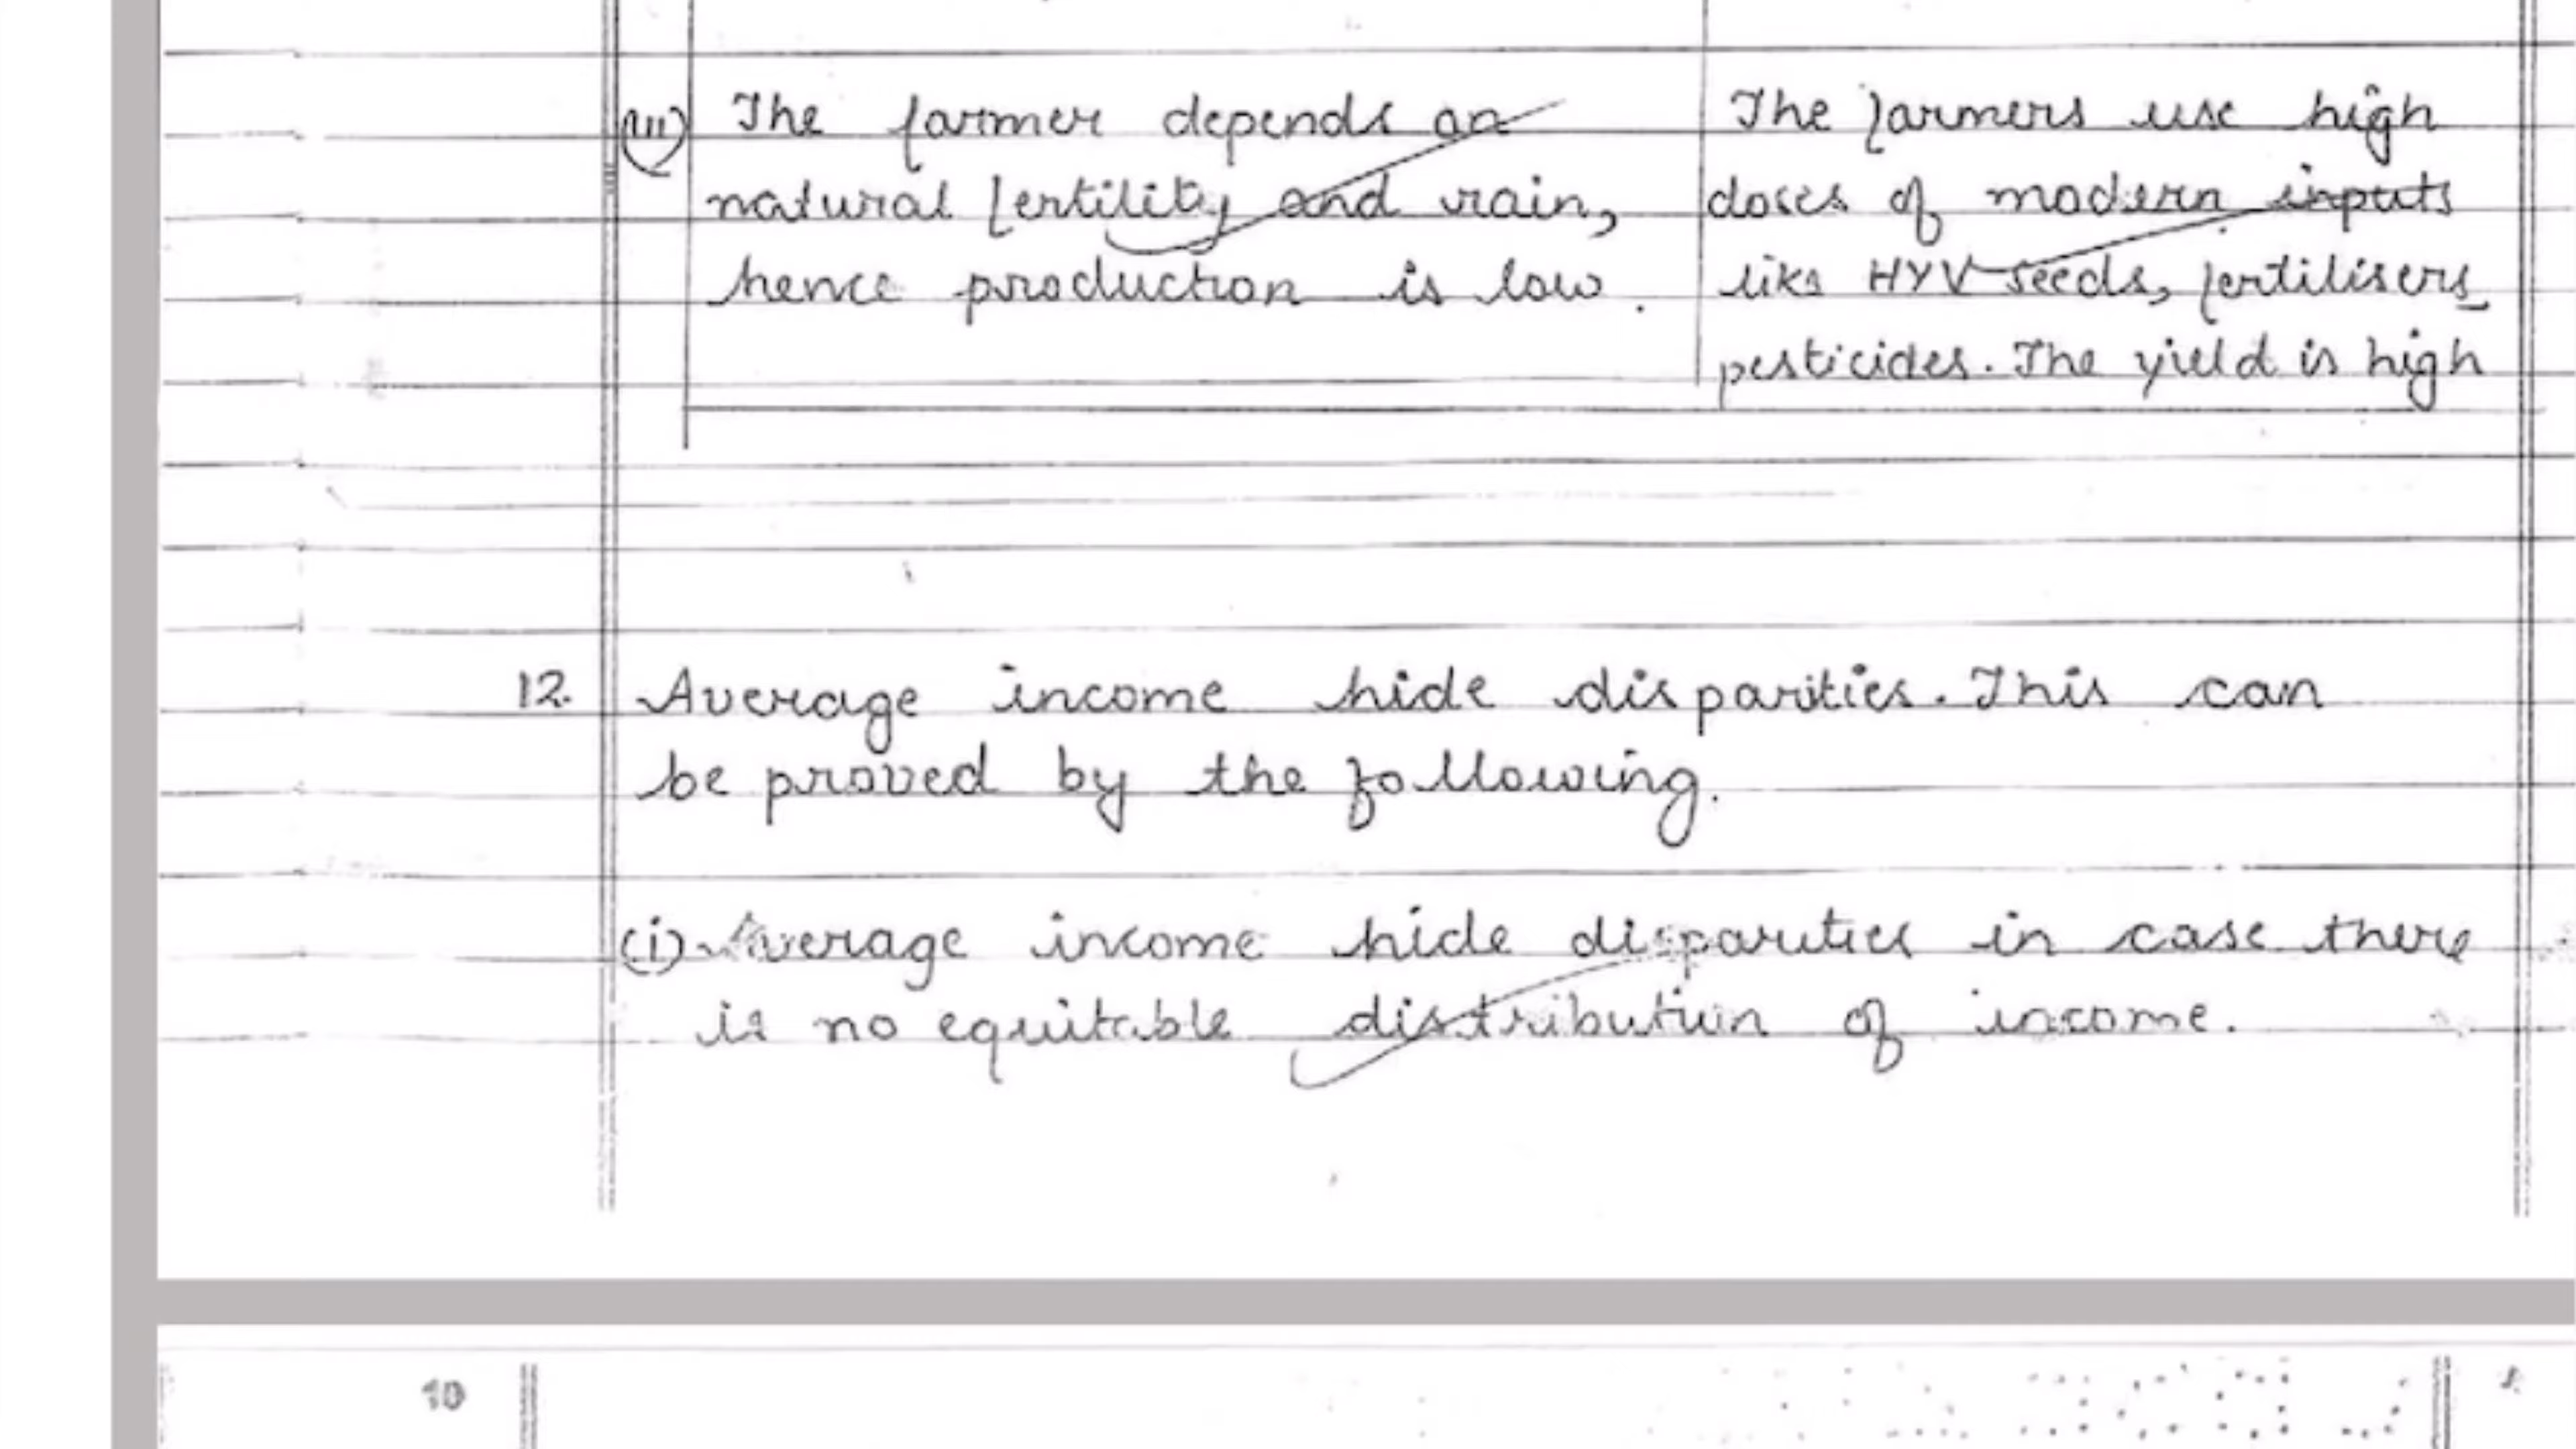 (iii) The farmer depends on
natural fertility and rain,
hence production is low.
The farmers use high
doses of modern inputs
like HYV seeds, fertilisers,
pesticides. The yield is high
12. Average income hide disparities. This can
be proved by the following.
(i) Average income hide disparities in case there
is no equitable distribution of income.
10